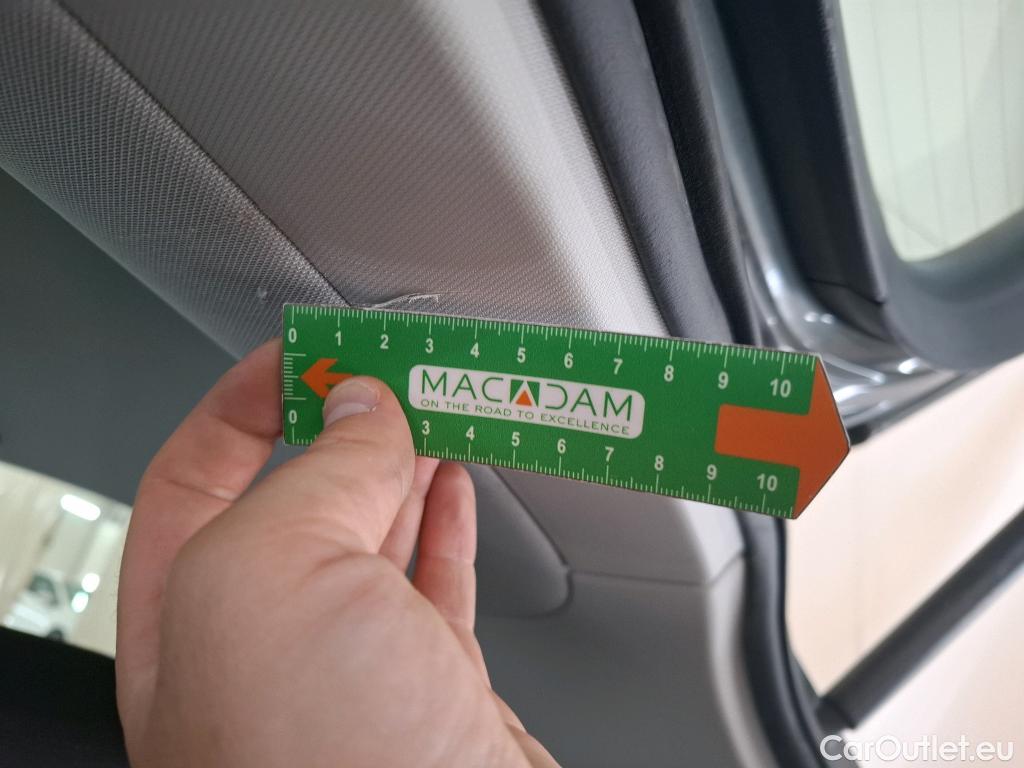 0 1 2 3 4 5 6 7 8 9 10
MACADAM
ON THE ROAD TO EXCELLENCE
0 3 4 5 6 7 8 9 10
CarOutlet.eu